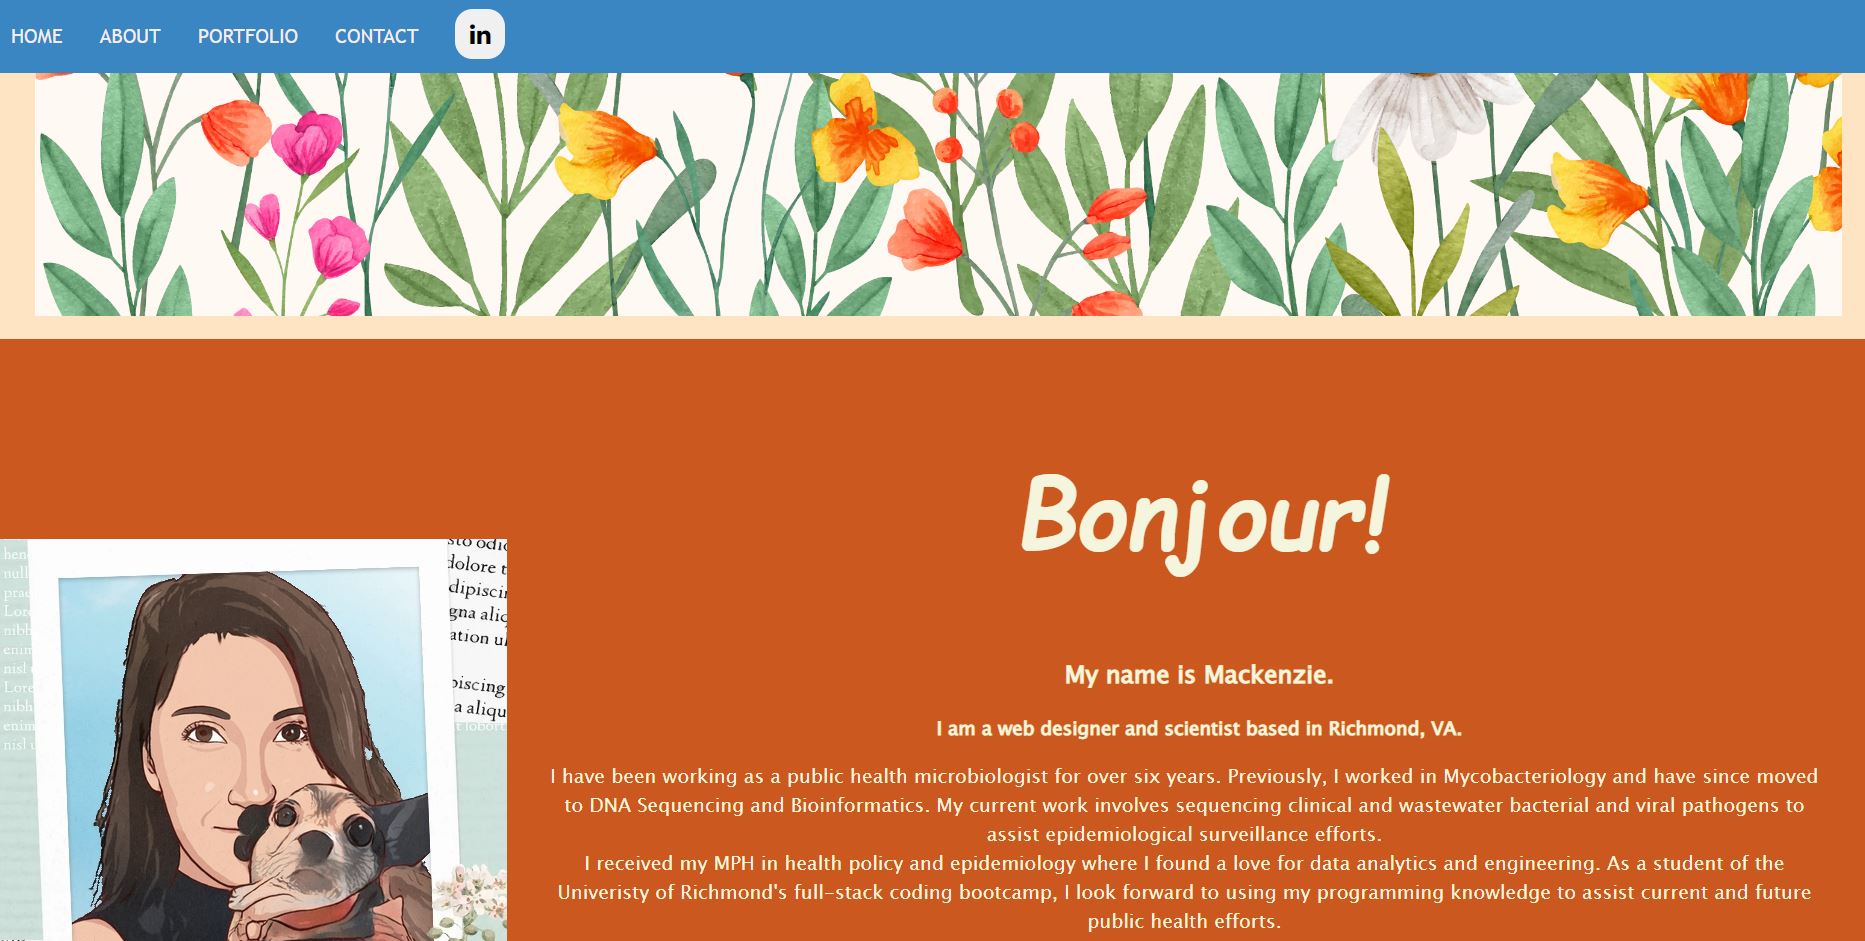 HOME ABOUT PORTFOLIO CONTACT in
Bonjour!
My name is Mackenzie.
I am a web designer and scientist based in Richmond, VA.
I have been working as a public health microbiologist for over six years. Previously, I worked in Mycobacteriology and have since moved
to DNA Sequencing and Bioinformatics. My current work involves sequencing clinical and wastewater bacterial and viral pathogens to
assist epidemiological surveillance efforts.
I received my MPH in health policy and epidemiology where I found a love for data analytics and engineering. As a student of the
Univeristy of Richmond's full-stack coding bootcamp, I look forward to using my programming knowledge to assist current and future
public health efforts.